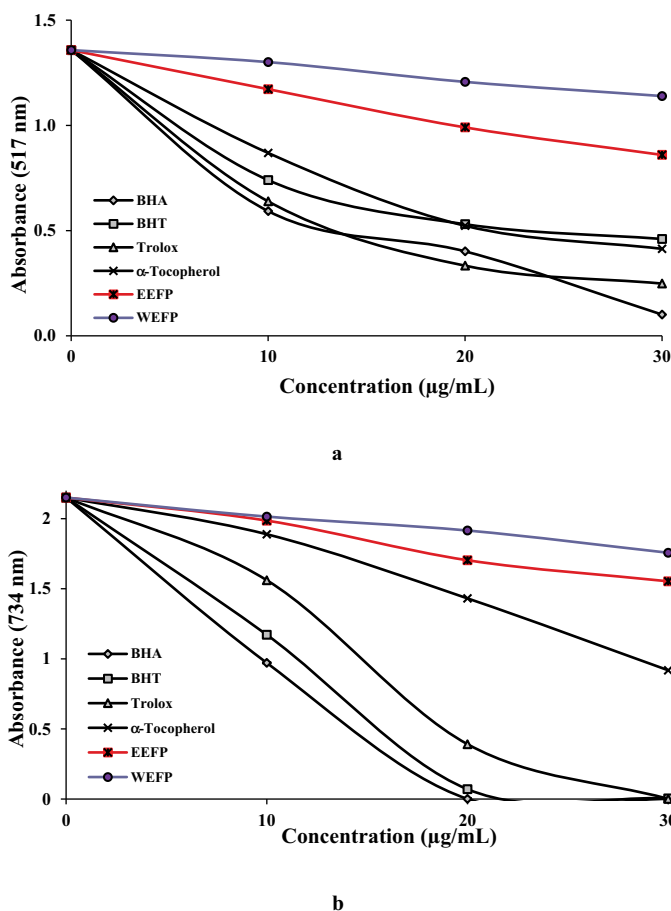 1.5
1.0
0.5
0.0
Absorbance (517 nm)
BHA
BHT
Trolox
α-Tocopherol
EEFP
WEFP
0 10 20 30
Concentration (µg/mL)
a
2
1.5
1
0.5
0
Absorbance (734 nm)
BHA
BHT
Trolox
α-Tocopherol
EEFP
WEFP
0 10 20 30
Concentration (µg/mL)
b